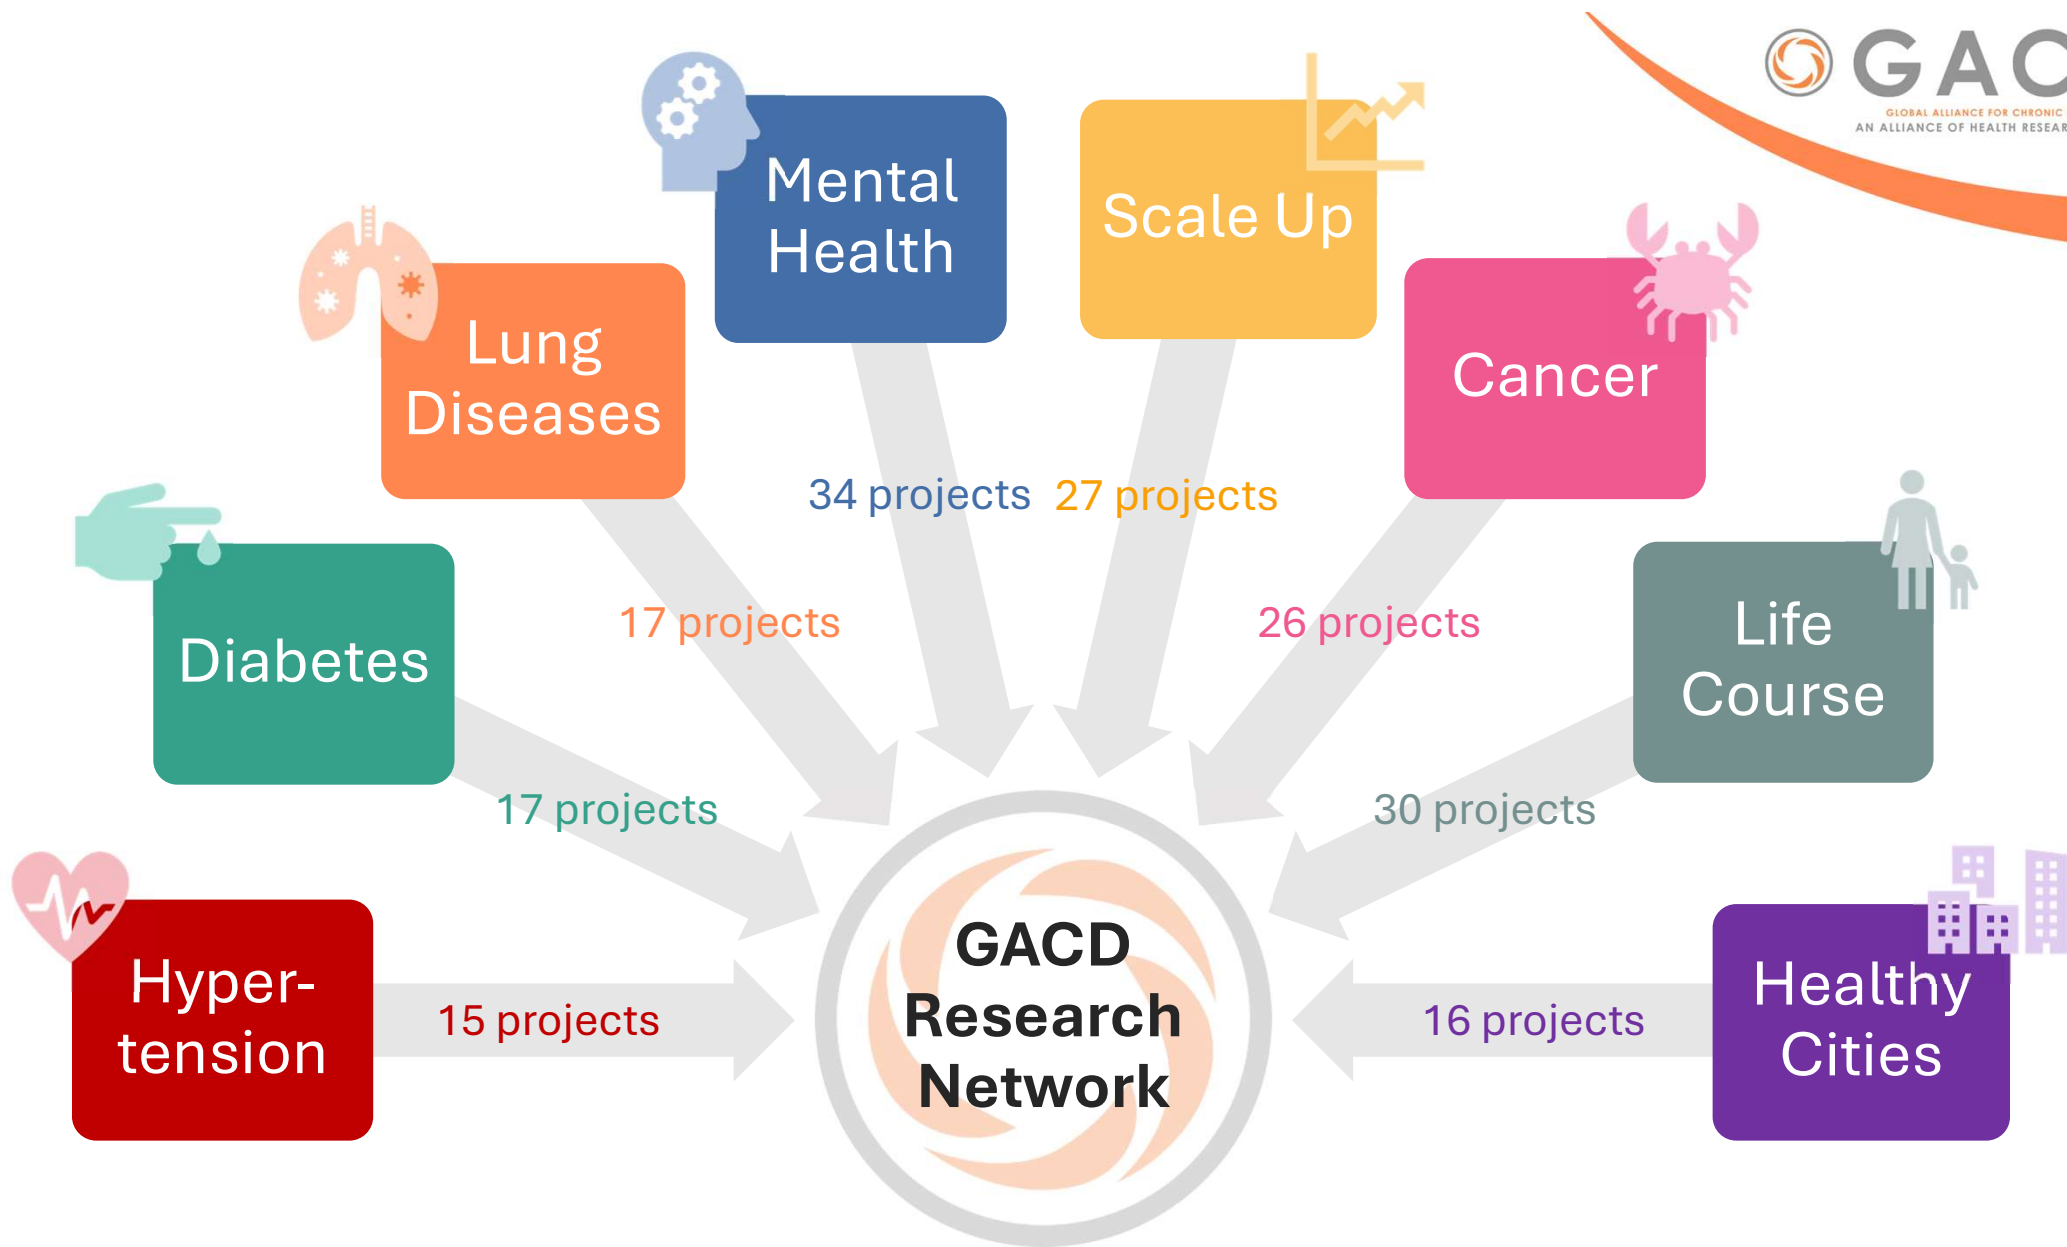 GAC
GLOBAL ALLIANCE FOR CHRONIC
AN ALLIANCE OF HEALTH RESEAR
Mental
Health
Scale Up
Lung
Diseases
Cancer
34 projects
27 projects
Diabetes
17 projects
26 projects
Life
Course
17 projects
30 projects
Hyper-
tension
15 projects
GACD
Research
Network
16 projects
Healthy
Cities